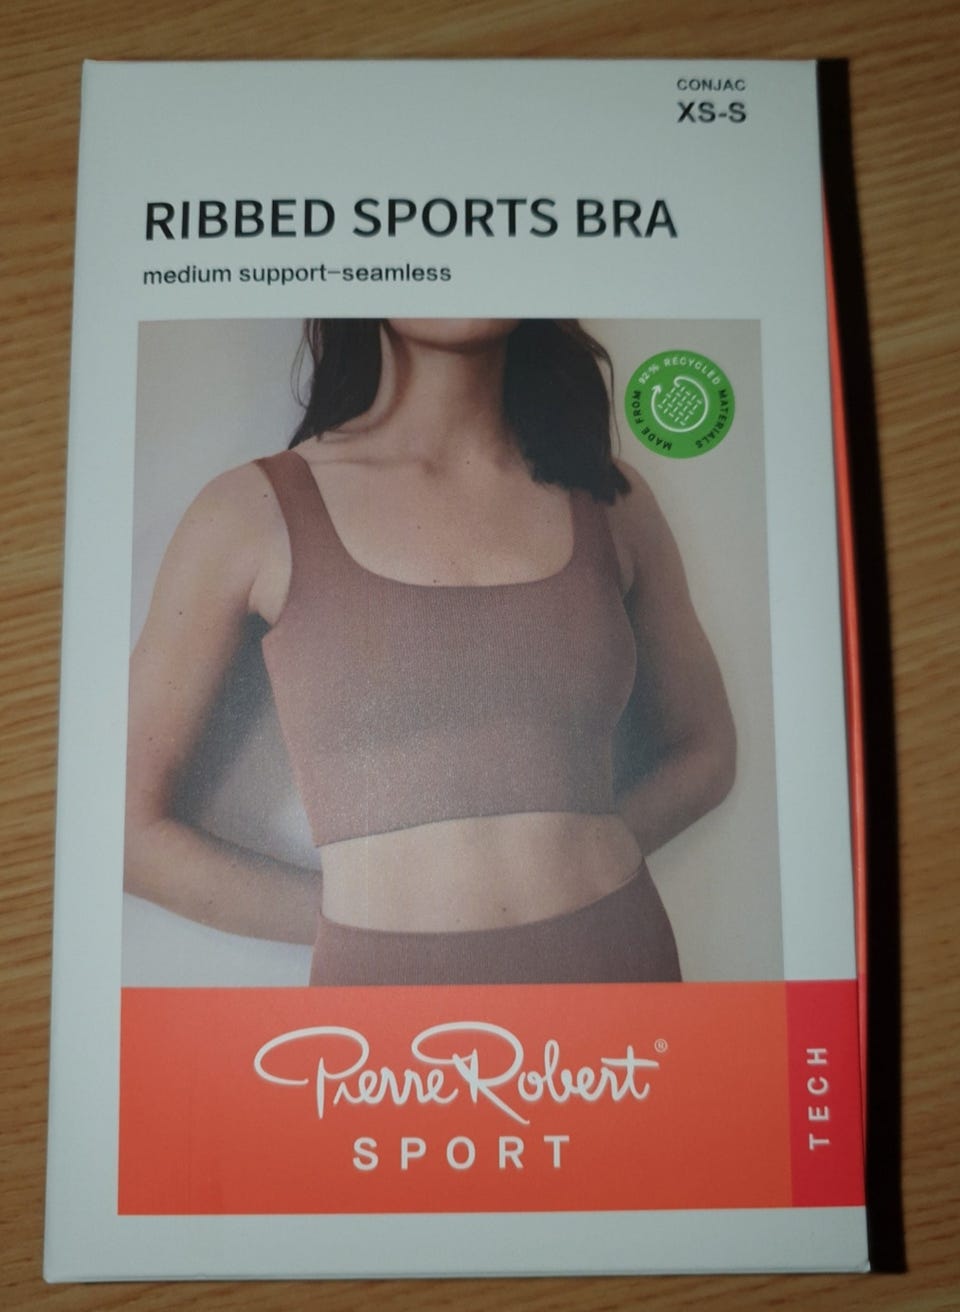 CONJAC
XS-S
RIBBED SPORTS BRA
medium support-seamless
MADE FROM 92% RECYCLED MATERIALS
Pierre Robert®
SPORT
TECH